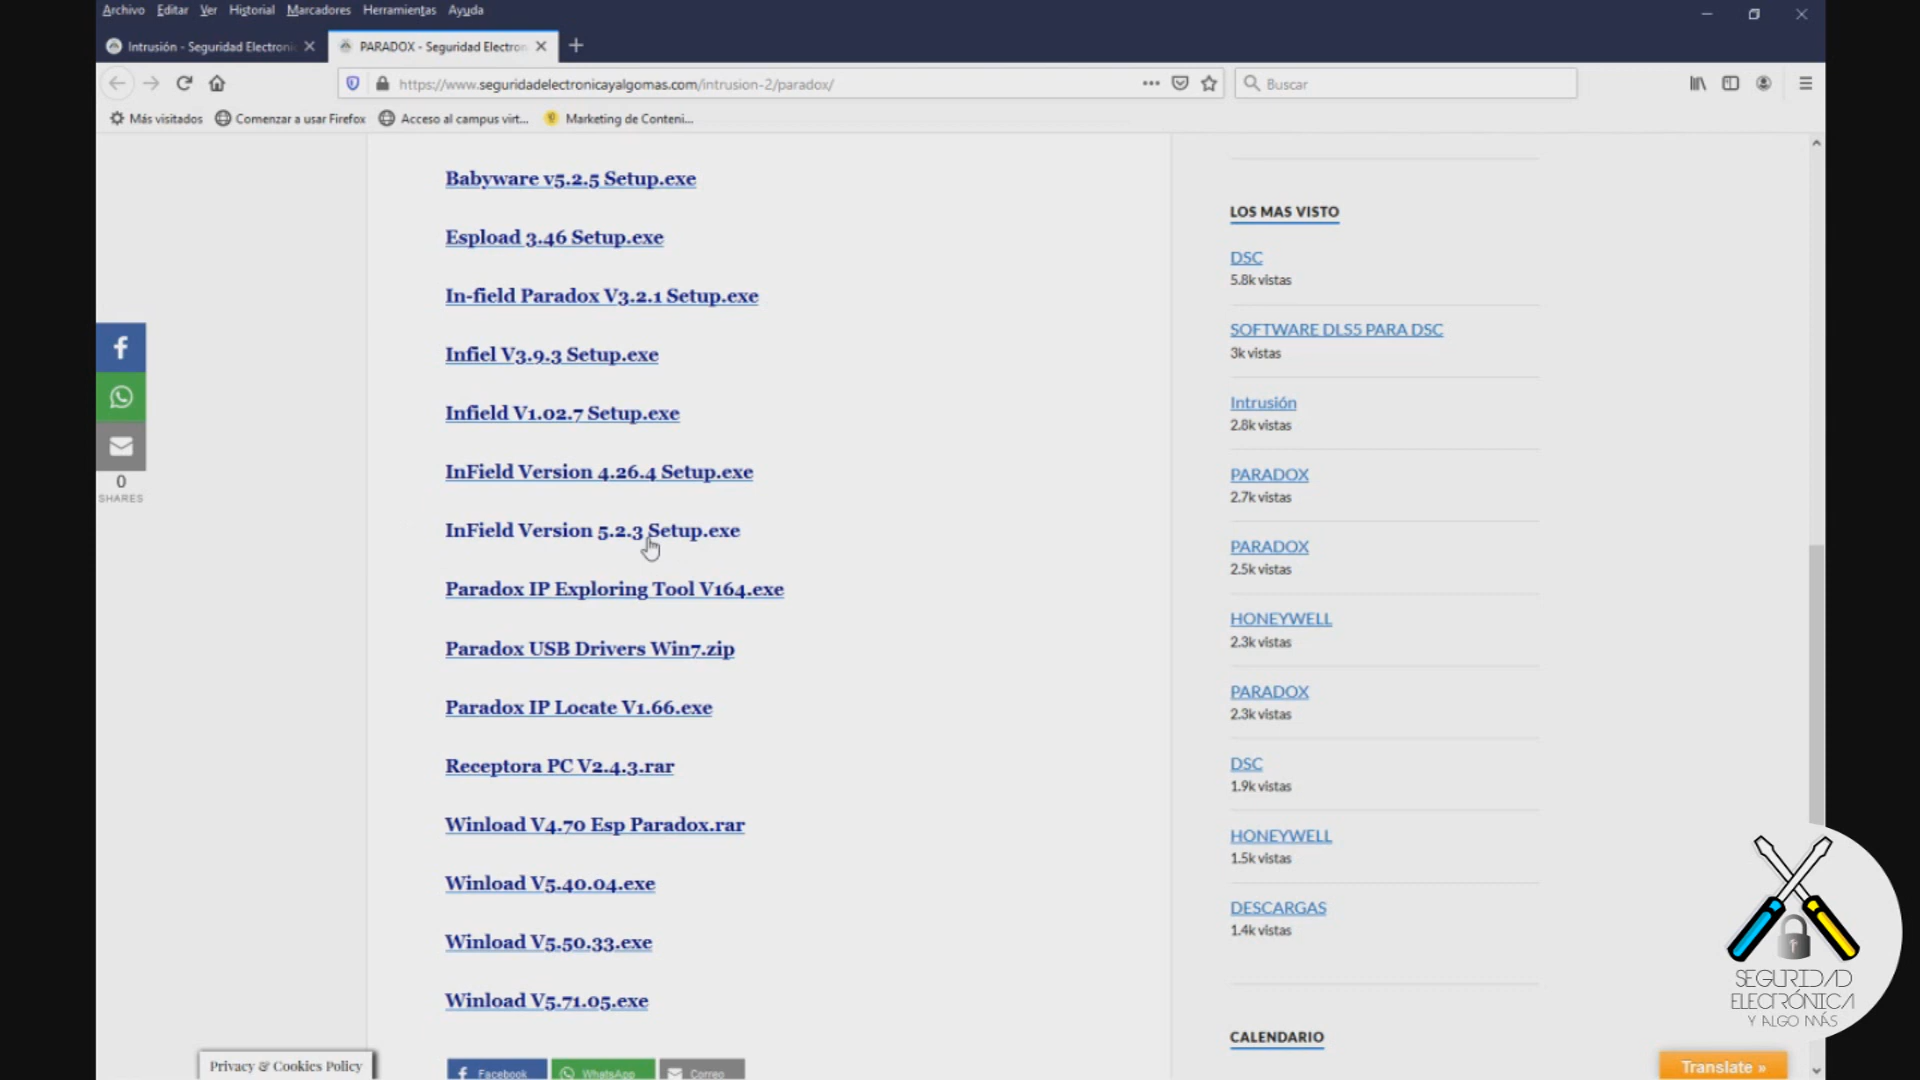 Archivo Editar Ver Historial Marcadores Herramientas Ayuda
Intrusión - Seguridad Electroni
PARADOX - Seguridad Electron
https://www.seguridadelectronicayalgomas.com/intrusion-2/paradox/
Buscar
Más visitados
Comenzar a usar Firefox
Acceso al campus virt...
Marketing de Conteni...
Babyware v5.2.5 Setup.exe
Espload 3.46 Setup.exe
In-field Paradox V3.2.1 Setup.exe
Infiel V3.9.3 Setup.exe
Infield V1.02.7 Setup.exe
InField Version 4.26.4 Setup.exe
InField Version 5.2.3 Setup.exe
Paradox IP Exploring Tool V164.exe
Paradox USB Drivers Win7.zip
Paradox IP Locate V1.66.exe
Receptora PC V2.4.3.rar
Winload V4.70 Esp Paradox.rar
Winload V5.40.04.exe
Winload V5.50.33.exe
Winload V5.71.05.exe
0
SHARES
Privacy & Cookies Policy
Facebook
WhatsApp
Correo
LOS MAS VISTO
DSC
5.8k vistas
SOFTWARE DLS5 PARA DSC
3k vistas
Intrusión
2.8k vistas
PARADOX
2.7k vistas
PARADOX
2.5k vistas
HONEYWELL
2.3k vistas
PARADOX
2.3k vistas
DSC
1.9k vistas
HONEYWELL
1.5k vistas
DESCARGAS
1.4k vistas
CALENDARIO
Translate »
SEGURIDAD
ELECTRÓNICA
Y ALGO MÁS